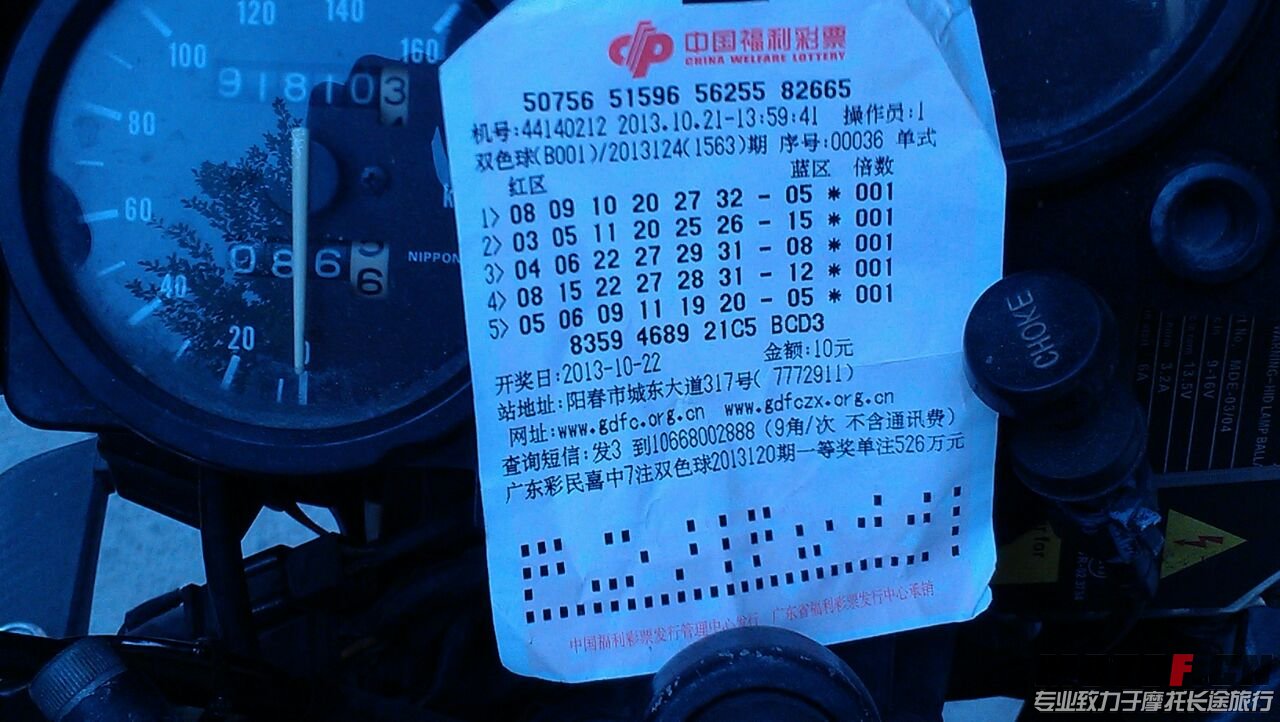 120
140
100
160
80
60
40
20
918103
0866
NIPPON
中国福利彩票
CHINA WELFARE LOTTERY
50756 51596 56255 82665
机号:44140212 2013.10.21-13:59:41 操作员:1
双色球(B001)/2013124(1563)期 序号:00036 单式
红区 蓝区 倍数
1> 08 09 10 20 27 32 - 05 * 001
2> 03 05 11 20 25 26 - 15 * 001
3> 04 06 22 27 29 31 - 08 * 001
4> 08 15 22 27 28 31 - 12 * 001
5> 05 06 09 11 19 20 - 05 * 001
8359 4689 21C5 BCD3
开奖日:2013-10-22 金额:10元
站地址:阳春市城东大道317号( 7772911)
网址:www.gdfc.org.cn www.gdfczx.org.cn
查询短信:发3 到10668002888(9角/次 不含通讯费)
广东彩民喜中7注双色球2013120期一等奖单注526万元
中国福利彩票发行管理中心发行 广东省福利彩票发行中心承销
CHOKE
MDE-03/04
9-16V
13.5V
3.2A
6A
专业致力于摩托长途旅行